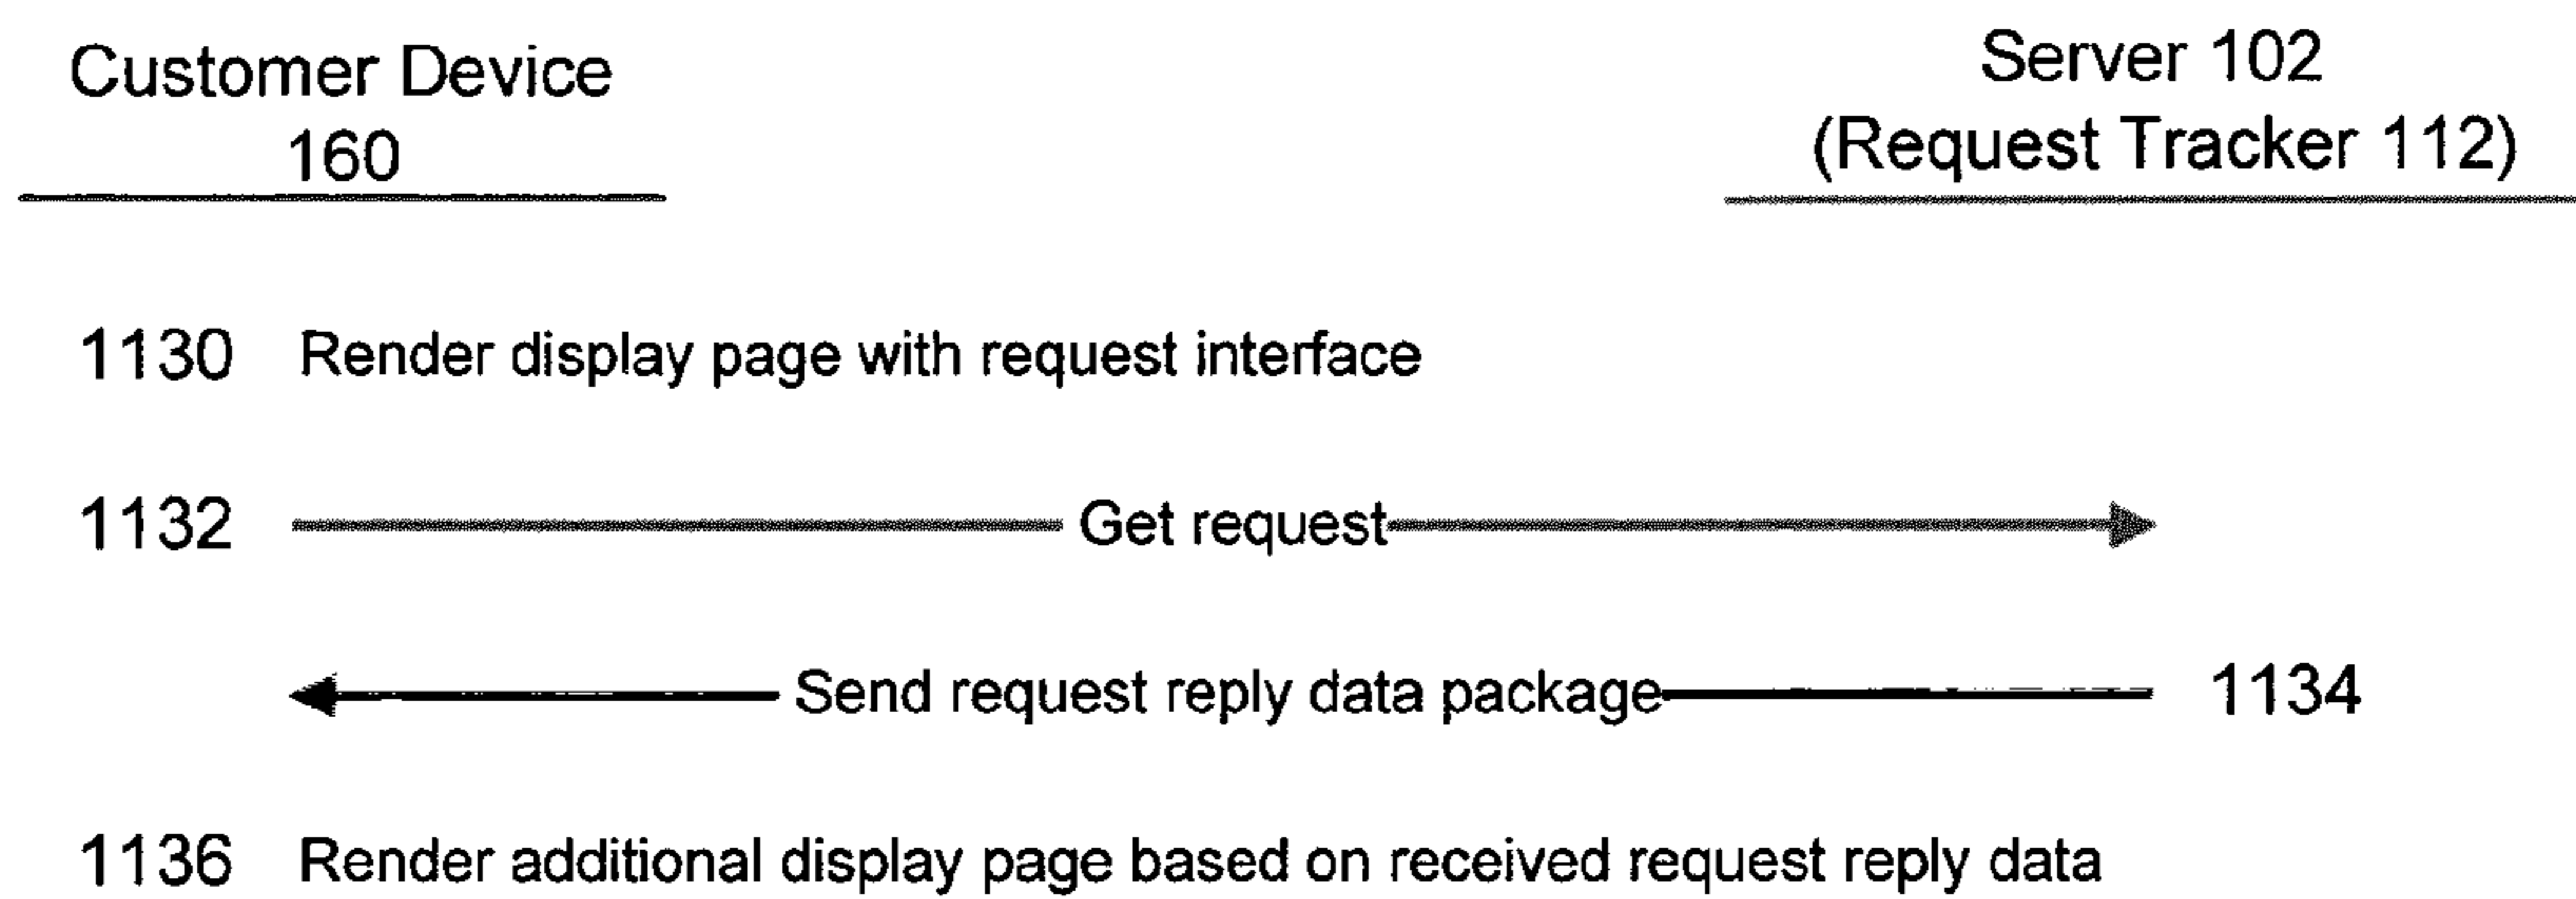 Customer Device
160
Server 102
(Request Tracker 112)
1130 Render display page with request interface
1132 Get request
Send request reply data package 1134
1136 Render additional display page based on received request reply data